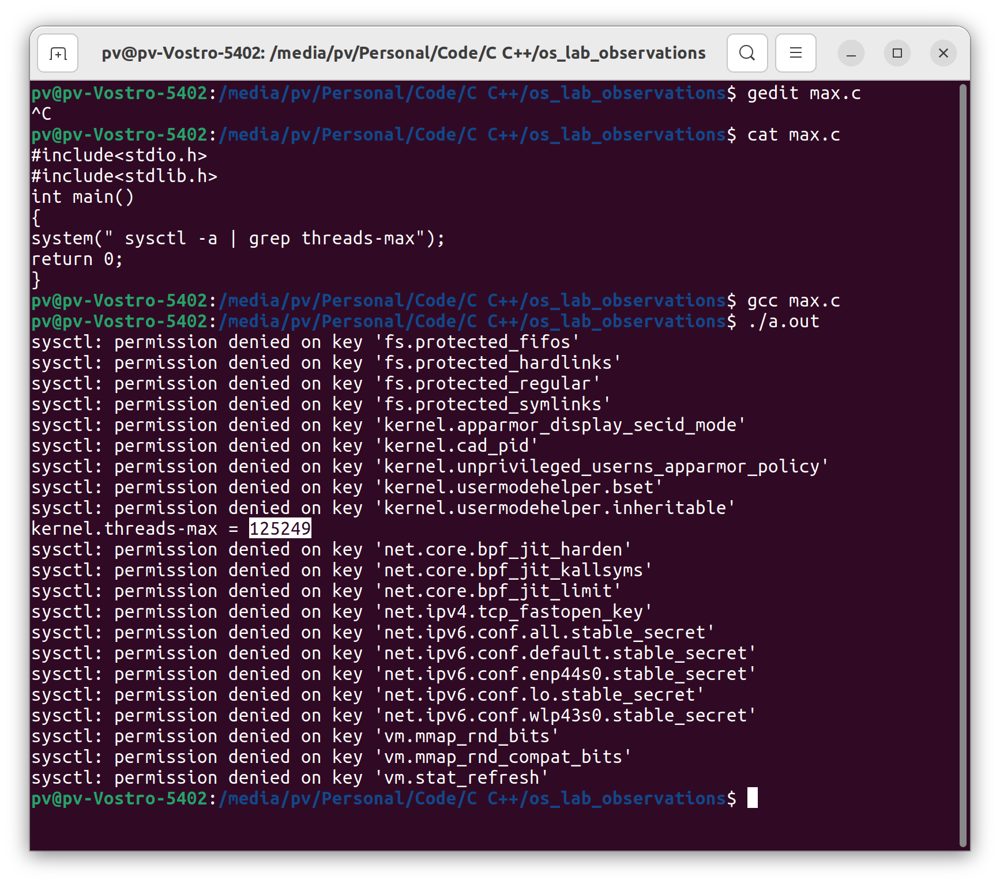 pv@pv-Vostro-5402: /media/pv/Personal/Code/C C++/os_lab_observations
pv@pv-Vostro-5402:/media/pv/Personal/Code/C C++/os_lab_observations$ gedit max.c
^C
pv@pv-Vostro-5402:/media/pv/Personal/Code/C C++/os_lab_observations$ cat max.c
#include<stdio.h>
#include<stdlib.h>
int main()
{
system(" sysctl -a | grep threads-max");
return 0;
}
pv@pv-Vostro-5402:/media/pv/Personal/Code/C C++/os_lab_observations$ gcc max.c
pv@pv-Vostro-5402:/media/pv/Personal/Code/C C++/os_lab_observations$ ./a.out
sysctl: permission denied on key 'fs.protected_fifos'
sysctl: permission denied on key 'fs.protected_hardlinks'
sysctl: permission denied on key 'fs.protected_regular'
sysctl: permission denied on key 'fs.protected_symlinks'
sysctl: permission denied on key 'kernel.apparmor_display_secid_mode'
sysctl: permission denied on key 'kernel.cad_pid'
sysctl: permission denied on key 'kernel.unprivileged_userns_apparmor_policy'
sysctl: permission denied on key 'kernel.usermodehelper.bset'
sysctl: permission denied on key 'kernel.usermodehelper.inheritable'
kernel.threads-max = 125249
sysctl: permission denied on key 'net.core.bpf_jit_harden'
sysctl: permission denied on key 'net.core.bpf_jit_kallsyms'
sysctl: permission denied on key 'net.core.bpf_jit_limit'
sysctl: permission denied on key 'net.ipv4.tcp_fastopen_key'
sysctl: permission denied on key 'net.ipv6.conf.all.stable_secret'
sysctl: permission denied on key 'net.ipv6.conf.default.stable_secret'
sysctl: permission denied on key 'net.ipv6.conf.enp44s0.stable_secret'
sysctl: permission denied on key 'net.ipv6.conf.lo.stable_secret'
sysctl: permission denied on key 'net.ipv6.conf.wlp43s0.stable_secret'
sysctl: permission denied on key 'vm.mmap_rnd_bits'
sysctl: permission denied on key 'vm.mmap_rnd_compat_bits'
sysctl: permission denied on key 'vm.stat_refresh'
pv@pv-Vostro-5402:/media/pv/Personal/Code/C C++/os_lab_observations$